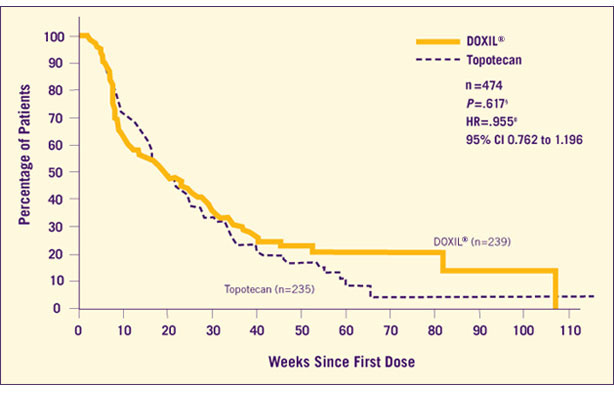 DOXIL®
Topotecan
n=474
P=.617§
HR=.955‖
95% CI 0.762 to 1.196
Percentage of Patients
100
90
80
70
60
50
40
30
20
10
0
DOXIL® (n=239)
Topotecan (n=235)
0 10 20 30 40 50 60 70 80 90 100 110
Weeks Since First Dose